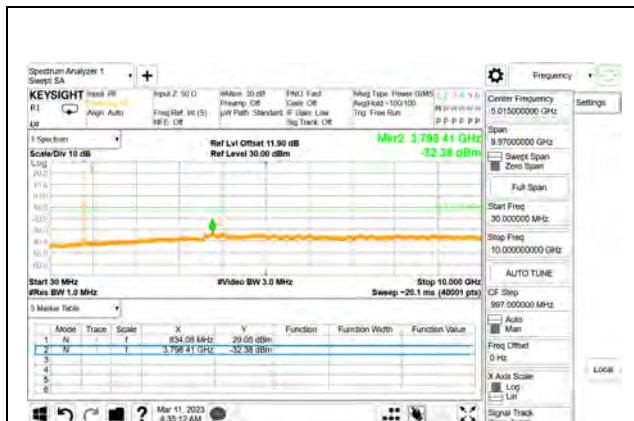 Spectrum Analyzer 1
Swept SA
+
Frequency
KEYSIGHT Input: RF Input Z: 50 Ω #Atten: 30 dB PNO: Fast #Avg Type: Power (RMS) 1 2 3 4 5 6
Preamp: Off Gate: Off Avg|Hold: >100/100
Align: Auto Freq Ref: Int (S) µW Path: Standard IF Gain: Low Trig: Free Run
NFE: Off Sig Track: Off
P P P P P P
1 Spectrum
Scale/Div 10 dB
Log
Ref Lvl Offset 11.90 dB
Ref Level 30.00 dBm
Mkr2 3.798 41 GHz
-32.38 dBm
Start 30 MHz
#Res BW 1.0 MHz
#Video BW 3.0 MHz
Stop 10.000 GHz
Sweep ~20.1 ms (40001 pts)
5 Marker Table
Mode Trace Scale X Y Function Function Width Function Value
1 N 1 f 834.08 MHz 29.05 dBm
2 N 1 f 3.798 41 GHz -32.38 dBm
3
4
5
6
Mar 11, 2023
4:35:12 AM
Center Frequency
5.015000000 GHz
Settings
Span
9.97000000 GHz
Swept Span
Zero Span
Full Span
Start Freq
30.000000 MHz
Stop Freq
10.000000000 GHz
AUTO TUNE
CF Step
997.000000 MHz
Auto
Man
Freq Offset
0 Hz
X Axis Scale
Log
Lin
Local
Signal Track